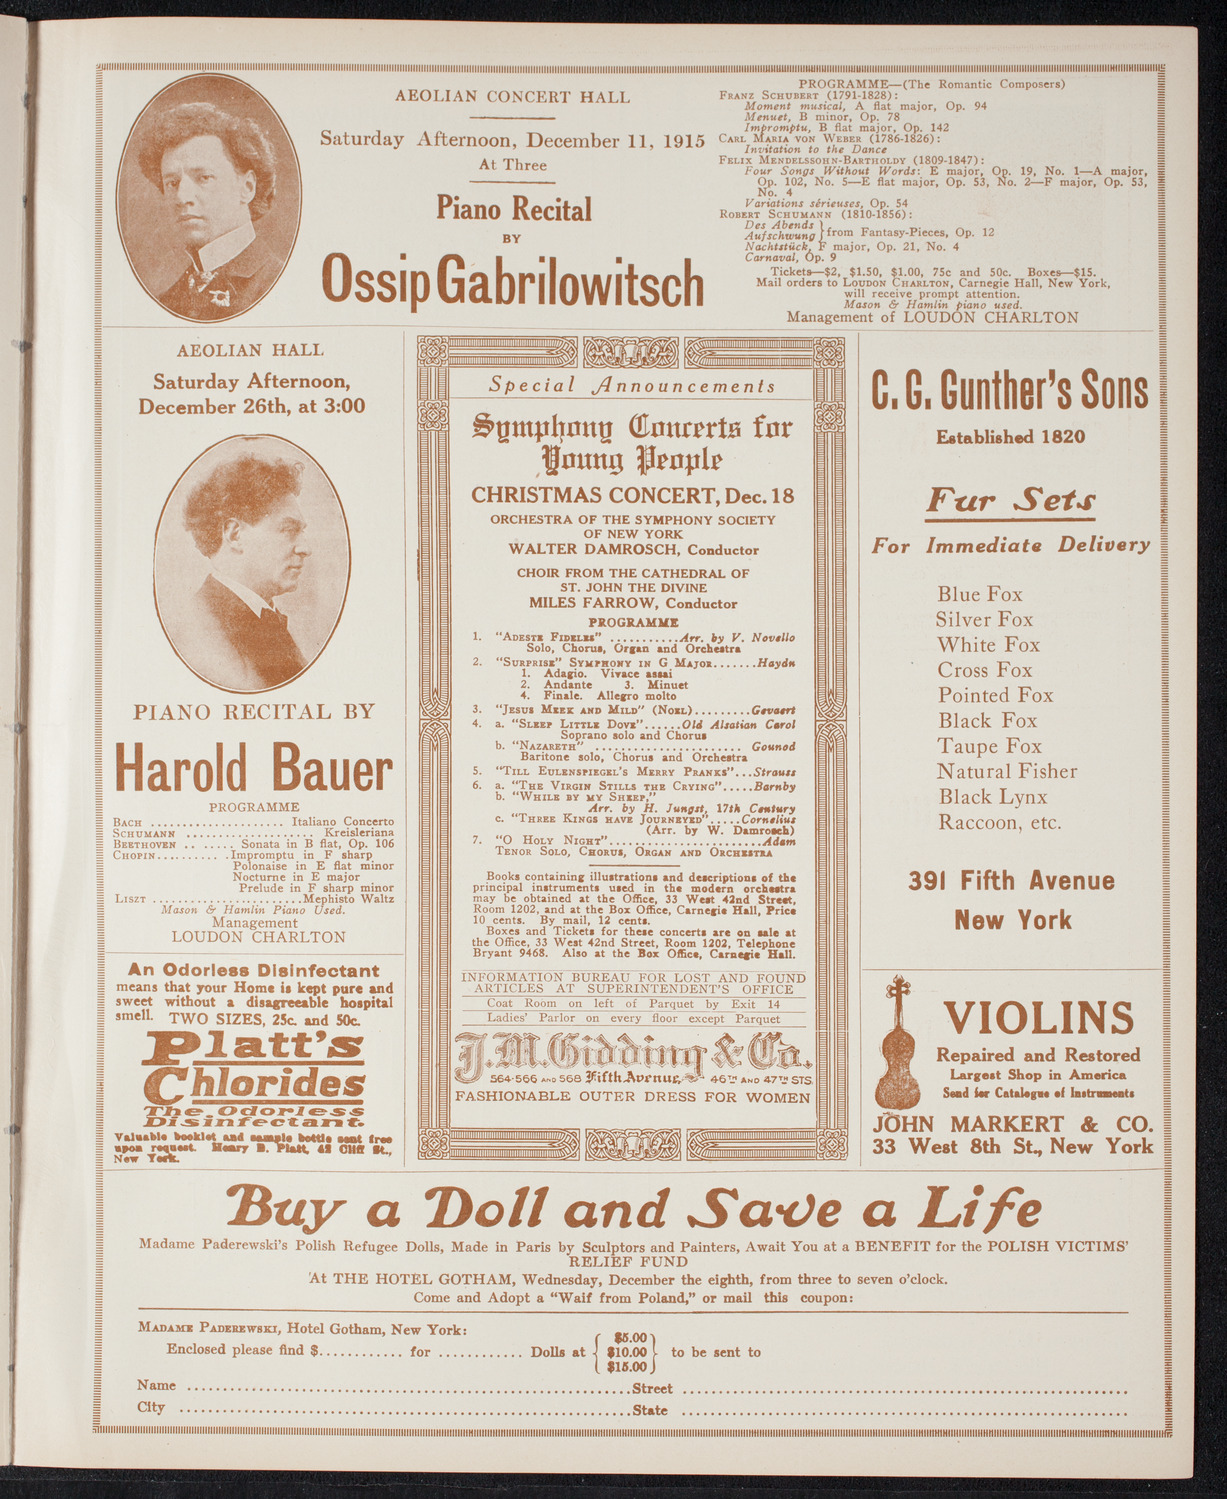 AEOLIAN CONCERT HALL
Saturday Afternoon, December 11, 1915
At Three
Piano Recital
BY
Ossip Gabrilowitsch
PROGRAMME—(The Romantic Composers)
FRANZ SCHUBERT (1791-1828):
Moment musical, A flat major, Op. 94
Menuet, B minor, Op. 78
Impromptu, B flat major, Op. 142
CARL MARIA VON WEBER (1786-1826):
Invitation to the Dance
FELIX MENDELSSOHN-BARTHOLDY (1809-1847):
Four Songs Without Words: E major, Op. 19, No. 1—A major,
Op. 102, No. 5—E flat major, Op. 53, No. 2—F major, Op. 53,
No. 4
Variations sérieuses, Op. 54
ROBERT SCHUMANN (1810-1856):
Des Abends
Aufschwung } from Fantasy-Pieces, Op. 12
Nachtstück, F major, Op. 21, No. 4
Carnaval, Op. 9
Tickets—$2, $1.50, $1.00, 75c and 50c. Boxes—$15.
Mail orders to LOUDON CHARLTON, Carnegie Hall, New York,
will receive prompt attention.
Mason & Hamlin piano used.
Management of LOUDON CHARLTON
AEOLIAN HALL
Saturday Afternoon,
December 26th, at 3:00
PIANO RECITAL BY
Harold Bauer
PROGRAMME
BACH .................... Italiano Concerto
SCHUMANN ................... Kreisleriana
BEETHOVEN .. ..... Sonata in B flat, Op. 106
CHOPIN..........Impromptu in F sharp
Polonaise in E flat minor
Nocturne in E major
Prelude in F sharp minor
LISZT ......................Mephisto Waltz
Mason & Hamlin Piano Used.
Management
LOUDON CHARLTON
An Odorless Disinfectant
means that your Home is kept pure and
sweet without a disagreeable hospital
smell. TWO SIZES, 25c. and 50c.
Platt's
Chlorides
The Odorless
Disinfectant.
Valuable booklet and sample bottle sent free
upon request. Henry B. Platt, 42 Cliff St.,
New York.
Special Announcements
Symphony Concerts for
Young People
CHRISTMAS CONCERT, Dec. 18
ORCHESTRA OF THE SYMPHONY SOCIETY
OF NEW YORK
WALTER DAMROSCH, Conductor
CHOIR FROM THE CATHEDRAL OF
ST. JOHN THE DIVINE
MILES FARROW, Conductor
PROGRAMME
1. "ADESTE FIDELES" ...........Arr. by V. Novello
Solo, Chorus, Organ and Orchestra
2. "SURPRISE" SYMPHONY IN G MAJOR.......Haydn
1. Adagio. Vivace assai
2. Andante 3. Minuet
4. Finale. Allegro molto
3. "JESUS MEEK AND MILD" (NOEL).........Gevaert
4. a. "SLEEP LITTLE DOVE"......Old Alsatian Carol
Soprano solo and Chorus
b. "NAZARETH" ...................... Gounod
Baritone solo, Chorus and Orchestra
5. "TILL EULENSPIEGEL'S MERRY PRANKS"...Strauss
6. a. "THE VIRGIN STILLS THE CRYING".....Barnby
b. "WHILE BY MY SHEEP,"
Arr. by H. Jungst, 17th Century
c. "THREE KINGS HAVE JOURNEYED".....Cornelius
(Arr. by W. Damrosch)
7. "O HOLY NIGHT".......................Adam
TENOR SOLO, CHORUS, ORGAN AND ORCHESTRA
Books containing illustrations and descriptions of the
principal instruments used in the modern orchestra
may be obtained at the Office, 33 West 42nd Street,
Room 1202, and at the Box Office, Carnegie Hall, Price
10 cents. By mail, 12 cents.
Boxes and Tickets for these concerts are on sale at
the Office, 33 West 42nd Street, Room 1202, Telephone
Bryant 9468. Also at the Box Office, Carnegie Hall.
INFORMATION BUREAU FOR LOST AND FOUND
ARTICLES AT SUPERINTENDENT'S OFFICE
Coat Room on left of Parquet by Exit 14
Ladies' Parlor on every floor except Parquet
J.M. Gidding & Co.
564-566 AND 568 Fifth Avenue, 46TH AND 47TH STS.
FASHIONABLE OUTER DRESS FOR WOMEN
C. G. Gunther's Sons
Established 1820
Fur Sets
For Immediate Delivery
Blue Fox
Silver Fox
White Fox
Cross Fox
Pointed Fox
Black Fox
Taupe Fox
Natural Fisher
Black Lynx
Raccoon, etc.
391 Fifth Avenue
New York
VIOLINS
Repaired and Restored
Largest Shop in America
Send for Catalogue of Instruments
JOHN MARKERT & CO.
33 West 8th St., New York
Buy a Doll and Save a Life
Madame Paderewski's Polish Refugee Dolls, Made in Paris by Sculptors and Painters, Await You at a BENEFIT for the POLISH VICTIMS'
RELIEF FUND
At THE HOTEL GOTHAM, Wednesday, December the eighth, from three to seven o'clock.
Come and Adopt a "Waif from Poland," or mail this coupon:
MADAME PADEREWSKI, Hotel Gotham, New York:
Enclosed please find $............ for ............ Dolls at { $5.00 $10.00 $15.00 } to be sent to
Name ............................................................Street ............................................................
City ............................................................State ............................................................